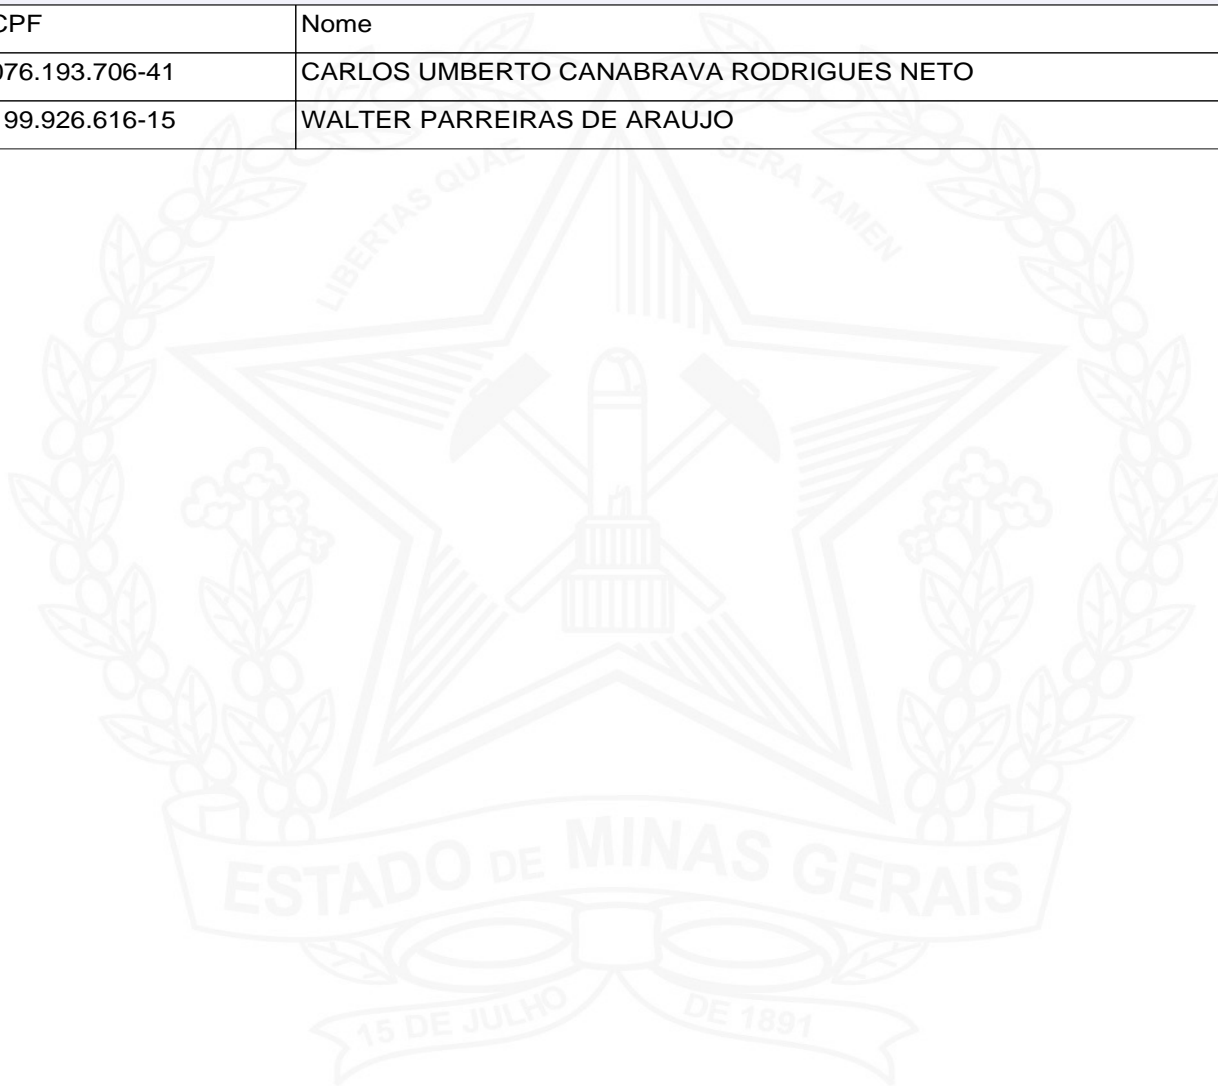 CPF Nome
076.193.706-41 CARLOS UMBERTO CANABRAVA RODRIGUES NETO
99.926.616-15 WALTER PARREIRAS DE ARAUJO
LIBERTAS QUAE SERA TAMEN
ESTADO DE MINAS GERAIS
15 DE JULHO DE 1891